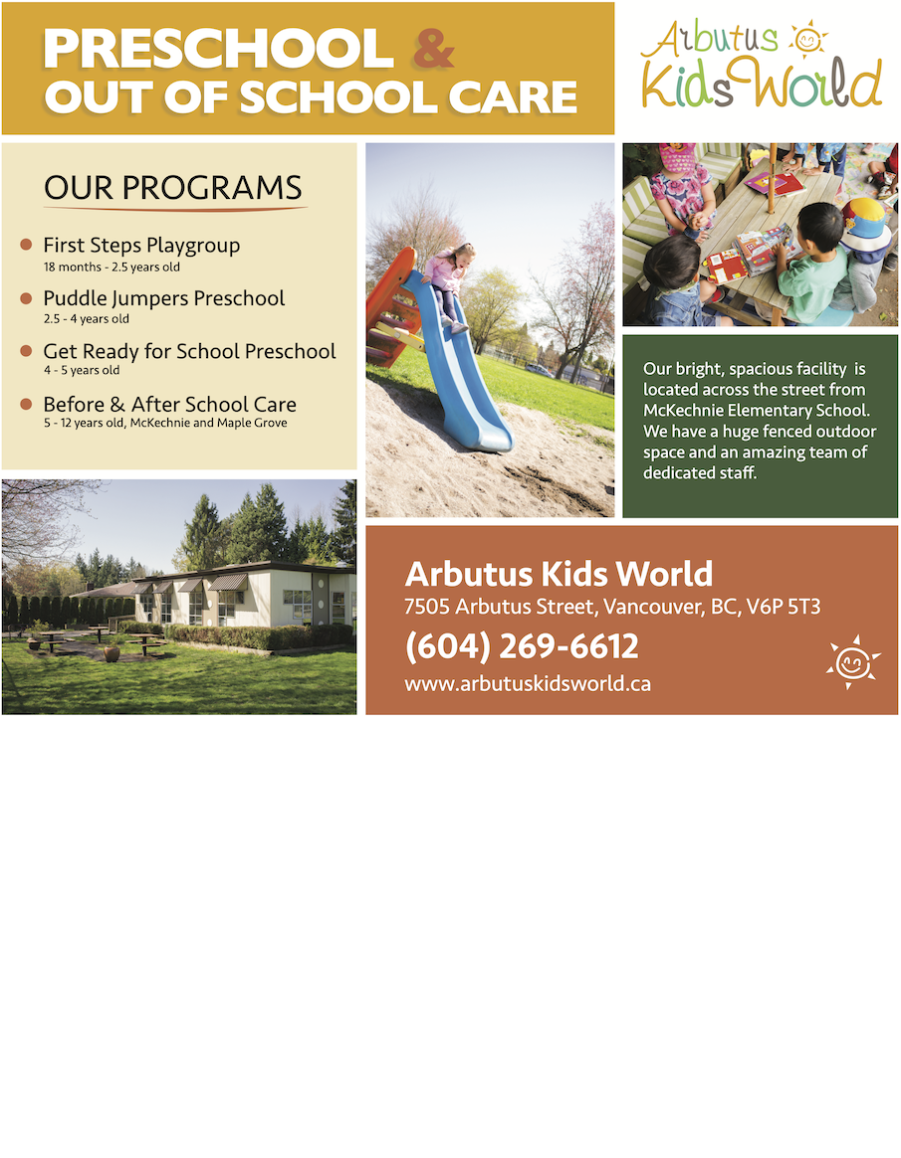 PRESCHOOL &
OUT OF SCHOOL CARE
Arbutus
Kids World
OUR PROGRAMS
First Steps Playgroup
18 months - 2.5 years old
Puddle Jumpers Preschool
2.5 - 4 years old
Get Ready for School Preschool
4 - 5 years old
Before & After School Care
5 - 12 years old, McKechnie and Maple Grove
Our bright, spacious facility is
located across the street from
McKechnie Elementary School.
We have a huge fenced outdoor
space and an amazing team of
dedicated staff.
Arbutus Kids World
7505 Arbutus Street, Vancouver, BC, V6P 5T3
(604) 269-6612
www.arbutuskidsworld.ca